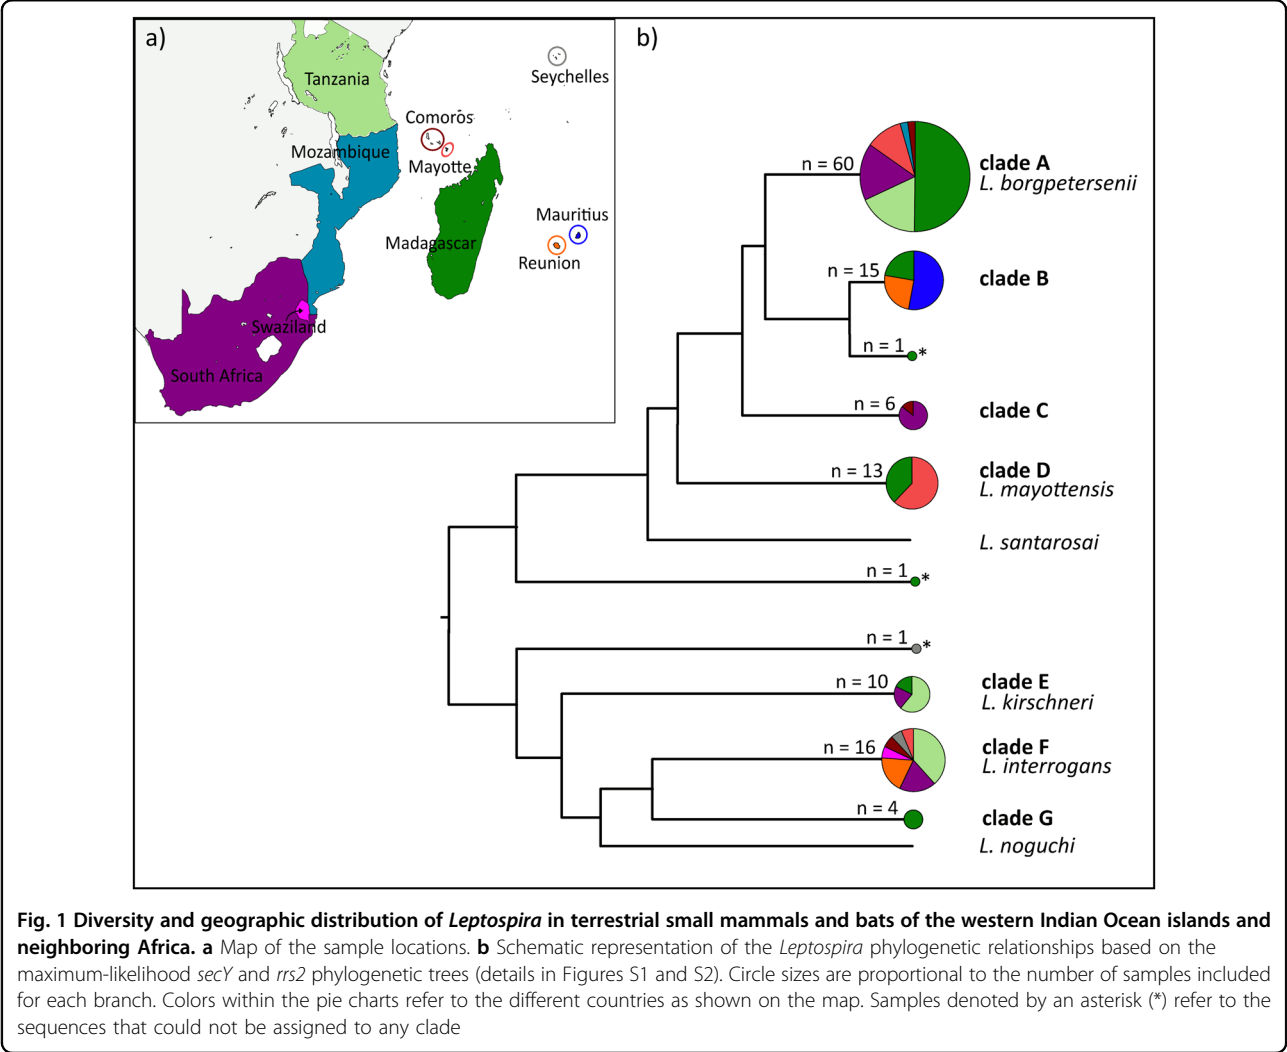 a)
Tanzania
Seychelles
Comoros
Mozambique
Mayotte
Mauritius
Madagascar
Reunion
Swaziland
South Africa
b)
n = 60
clade A
L. borgpetersenii
n = 15
clade B
n = 1 *
n = 6
clade C
n = 13
clade D
L. mayottensis
L. santarosai
n = 1 *
n = 1 *
n = 10
clade E
L. kirschneri
n = 16
clade F
L. interrogans
n = 4
clade G
L. noguchi
Fig. 1 Diversity and geographic distribution of Leptospira in terrestrial small mammals and bats of the western Indian Ocean islands and
neighboring Africa. a Map of the sample locations. b Schematic representation of the Leptospira phylogenetic relationships based on the
maximum-likelihood secY and rrs2 phylogenetic trees (details in Figures S1 and S2). Circle sizes are proportional to the number of samples included
for each branch. Colors within the pie charts refer to the different countries as shown on the map. Samples denoted by an asterisk (*) refer to the
sequences that could not be assigned to any clade